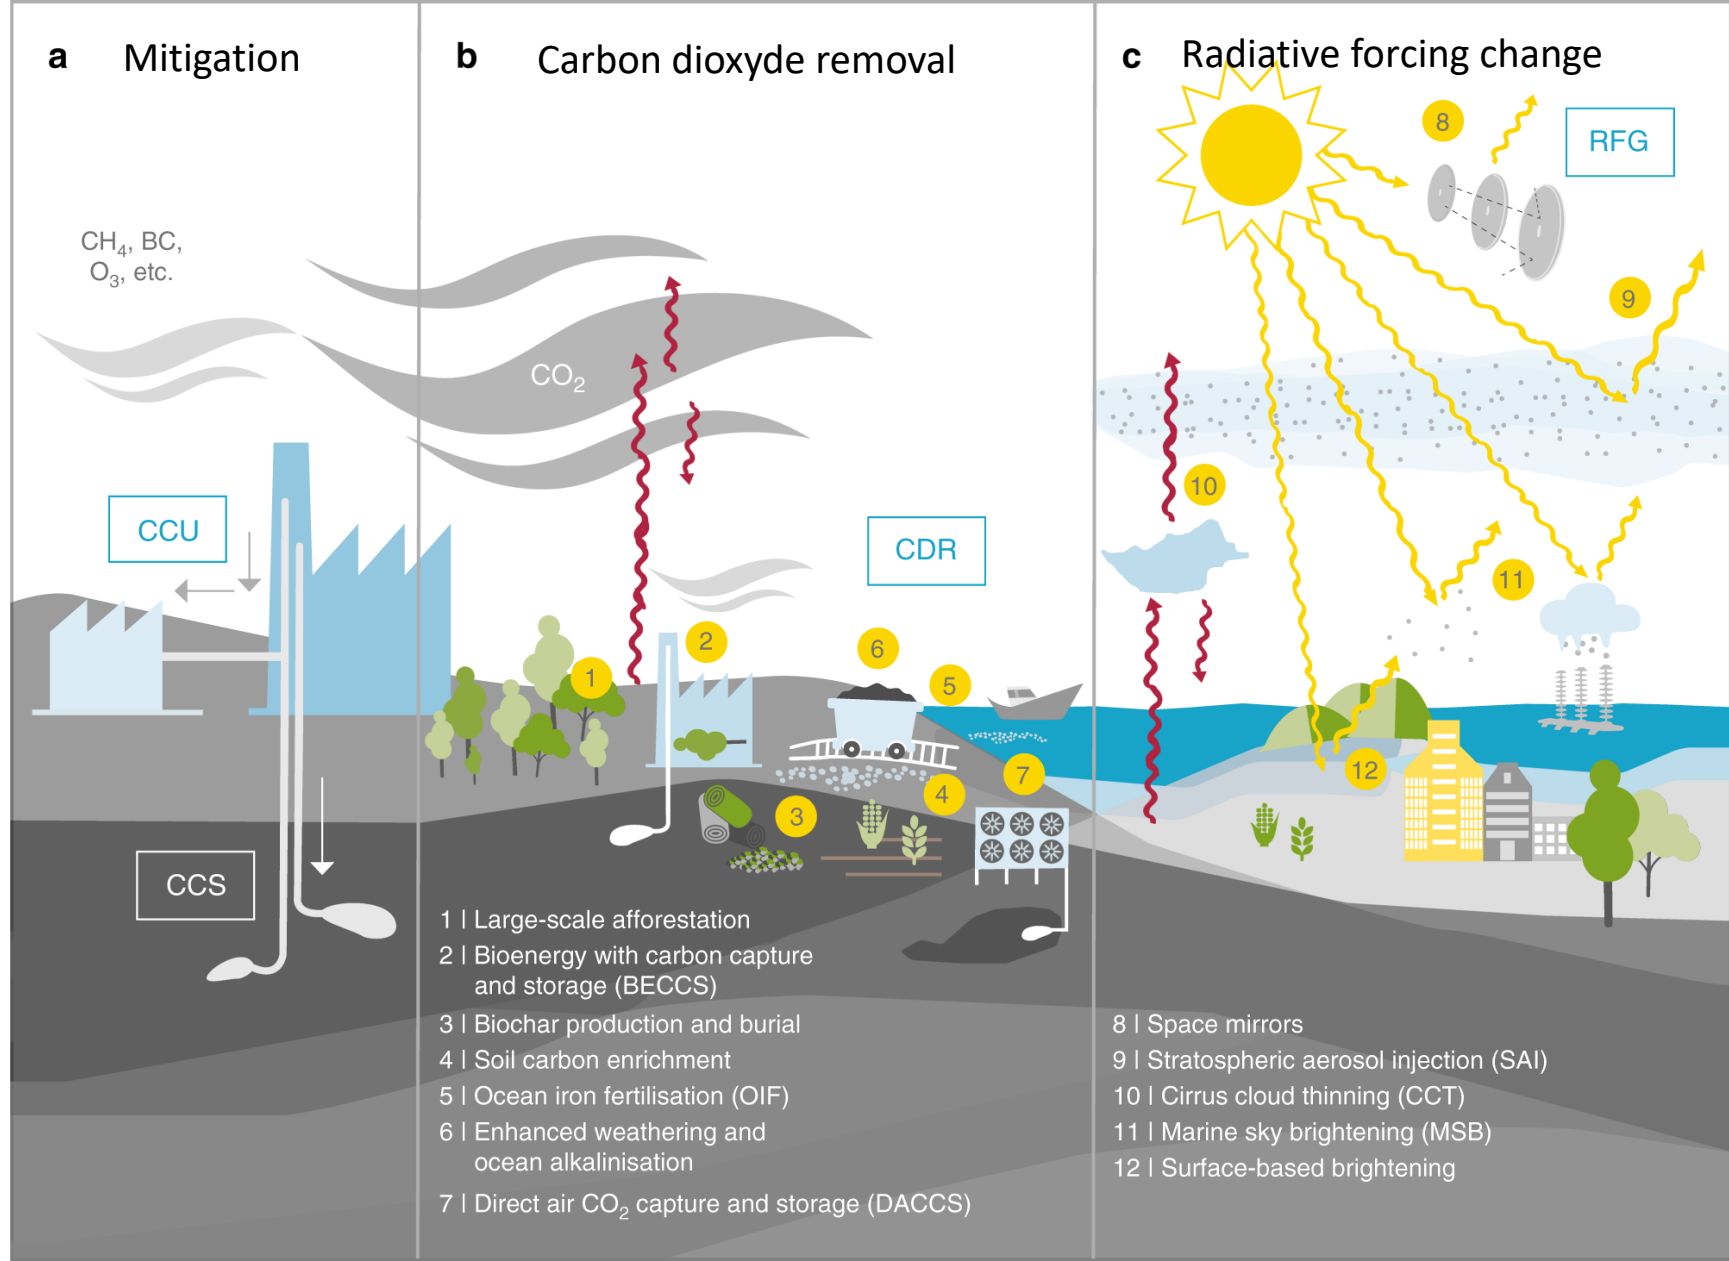 a Mitigation
b Carbon dioxyde removal
c Radiative forcing change
8
RFG
CH₄, BC,
O₃, etc.
9
CO₂
10
CCU
CDR
11
2
6
1
5
7
12
4
3
CCS
1 | Large-scale afforestation
2 | Bioenergy with carbon capture
and storage (BECCS)
3 | Biochar production and burial
4 | Soil carbon enrichment
5 | Ocean iron fertilisation (OIF)
6 | Enhanced weathering and
ocean alkalinisation
7 | Direct air CO₂ capture and storage (DACCS)
8 | Space mirrors
9 | Stratospheric aerosol injection (SAI)
10 | Cirrus cloud thinning (CCT)
11 | Marine sky brightening (MSB)
12 | Surface-based brightening